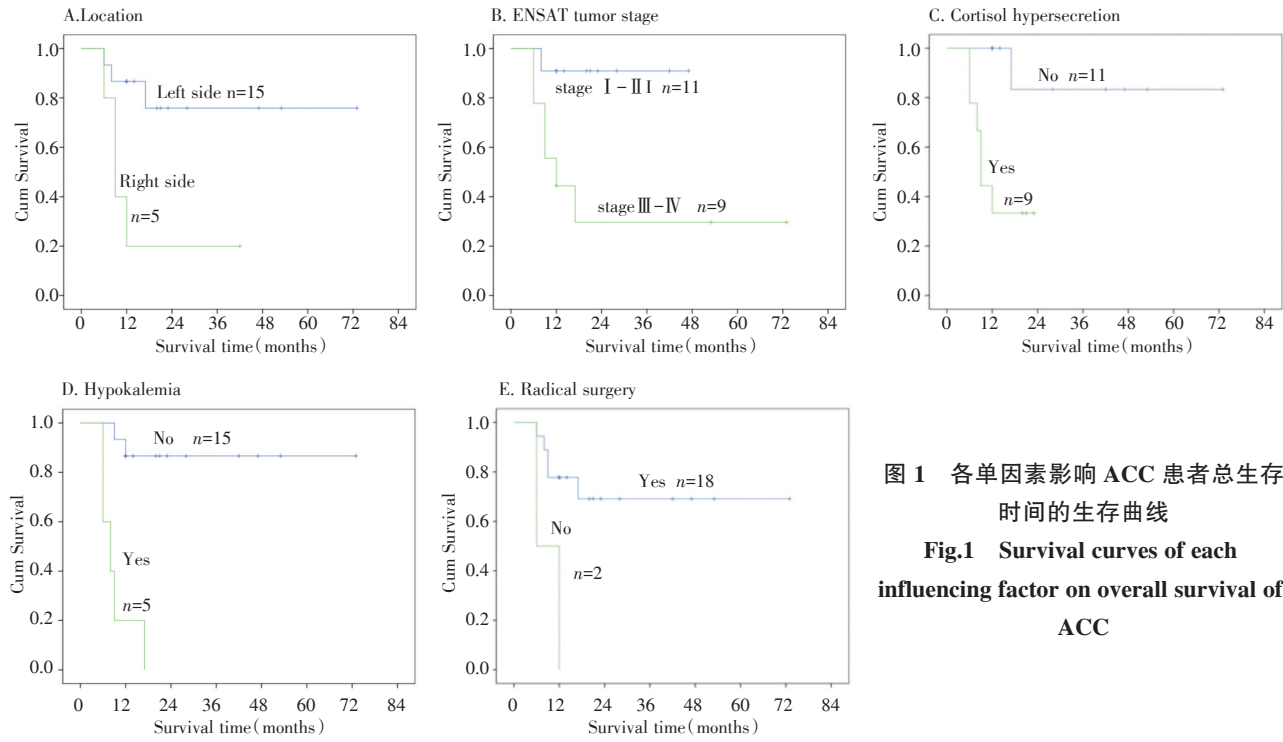 A.Location
1.0
0.8
0.6
0.4
0.2
0.0
Cum Survival
Left side n=15
Right side
n=5
0 12 24 36 48 60 72 84
Survival time(months)
B. ENSAT tumor stage
1.0
0.8
0.6
0.4
0.2
0.0
Cum Survival
stage Ⅰ-ⅡⅠ n=11
stageⅢ-Ⅳ n=9
0 12 24 36 48 60 72 84
Survival time(months)
C. Cortisol hypersecretion
1.0
0.8
0.6
0.4
0.2
0.0
Cum Survival
No n=11
Yes
n=9
0 12 24 36 48 60 72 84
Survival time(months)
D. Hypokalemia
1.0
0.8
0.6
0.4
0.2
0.0
Cum Survival
No n=15
Yes
n=5
0 12 24 36 48 60 72 84
Survival time(months)
E. Radical surgery
1.0
0.8
0.6
0.4
0.2
0.0
Cum Survival
Yes n=18
No
n=2
0 12 24 36 48 60 72 84
Survival time(months)
图 1 各单因素影响 ACC 患者总生存
时间的生存曲线
Fig.1 Survival curves of each
influencing factor on overall survival of
ACC